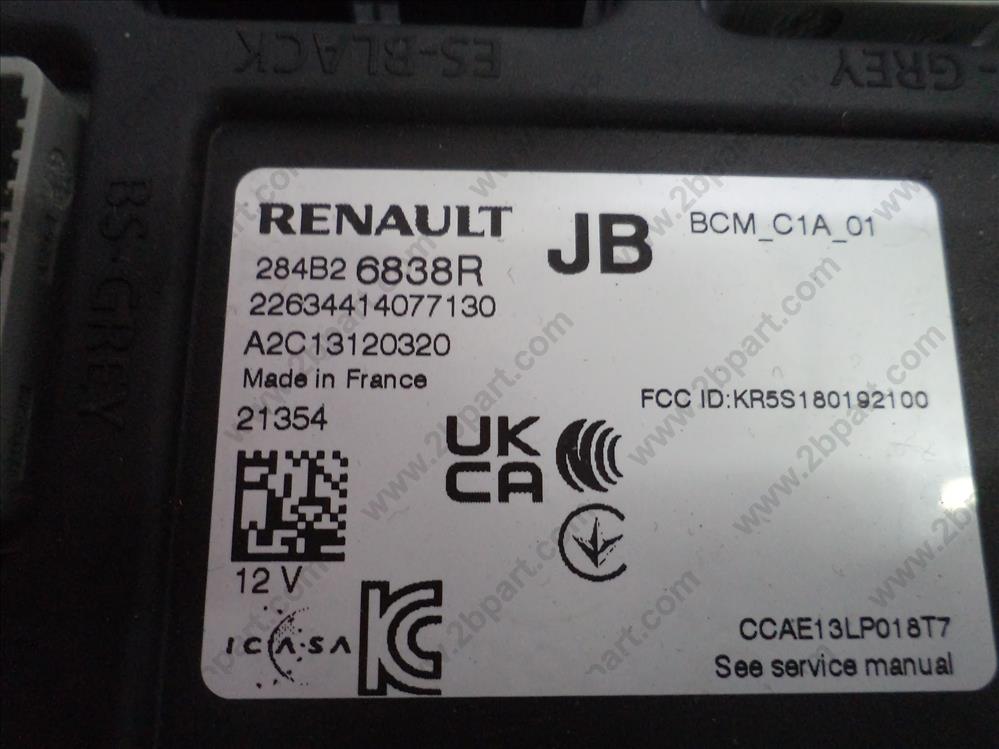 ES-BLACK
- GREY
BS-GREY
RENAULT
JB
BCM_C1A_01
284B2 6838R
22634414077130
A2C13120320
Made in France
FCC ID:KR5S180192100
21354
UK
CA
12 V
ICASA
CCAE13LP018T7
See service manual
www.2bpart.com